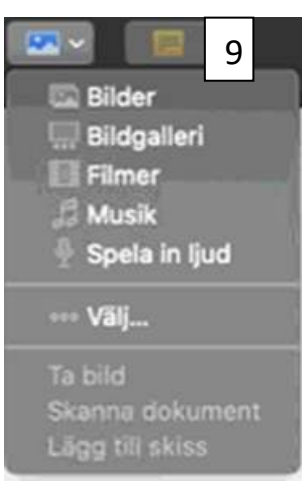 9
Bilder
Bildgalleri
Filmer
Musik
Spela in ljud
Välj...
Ta bild
Skanna dokument
Lägg till skiss